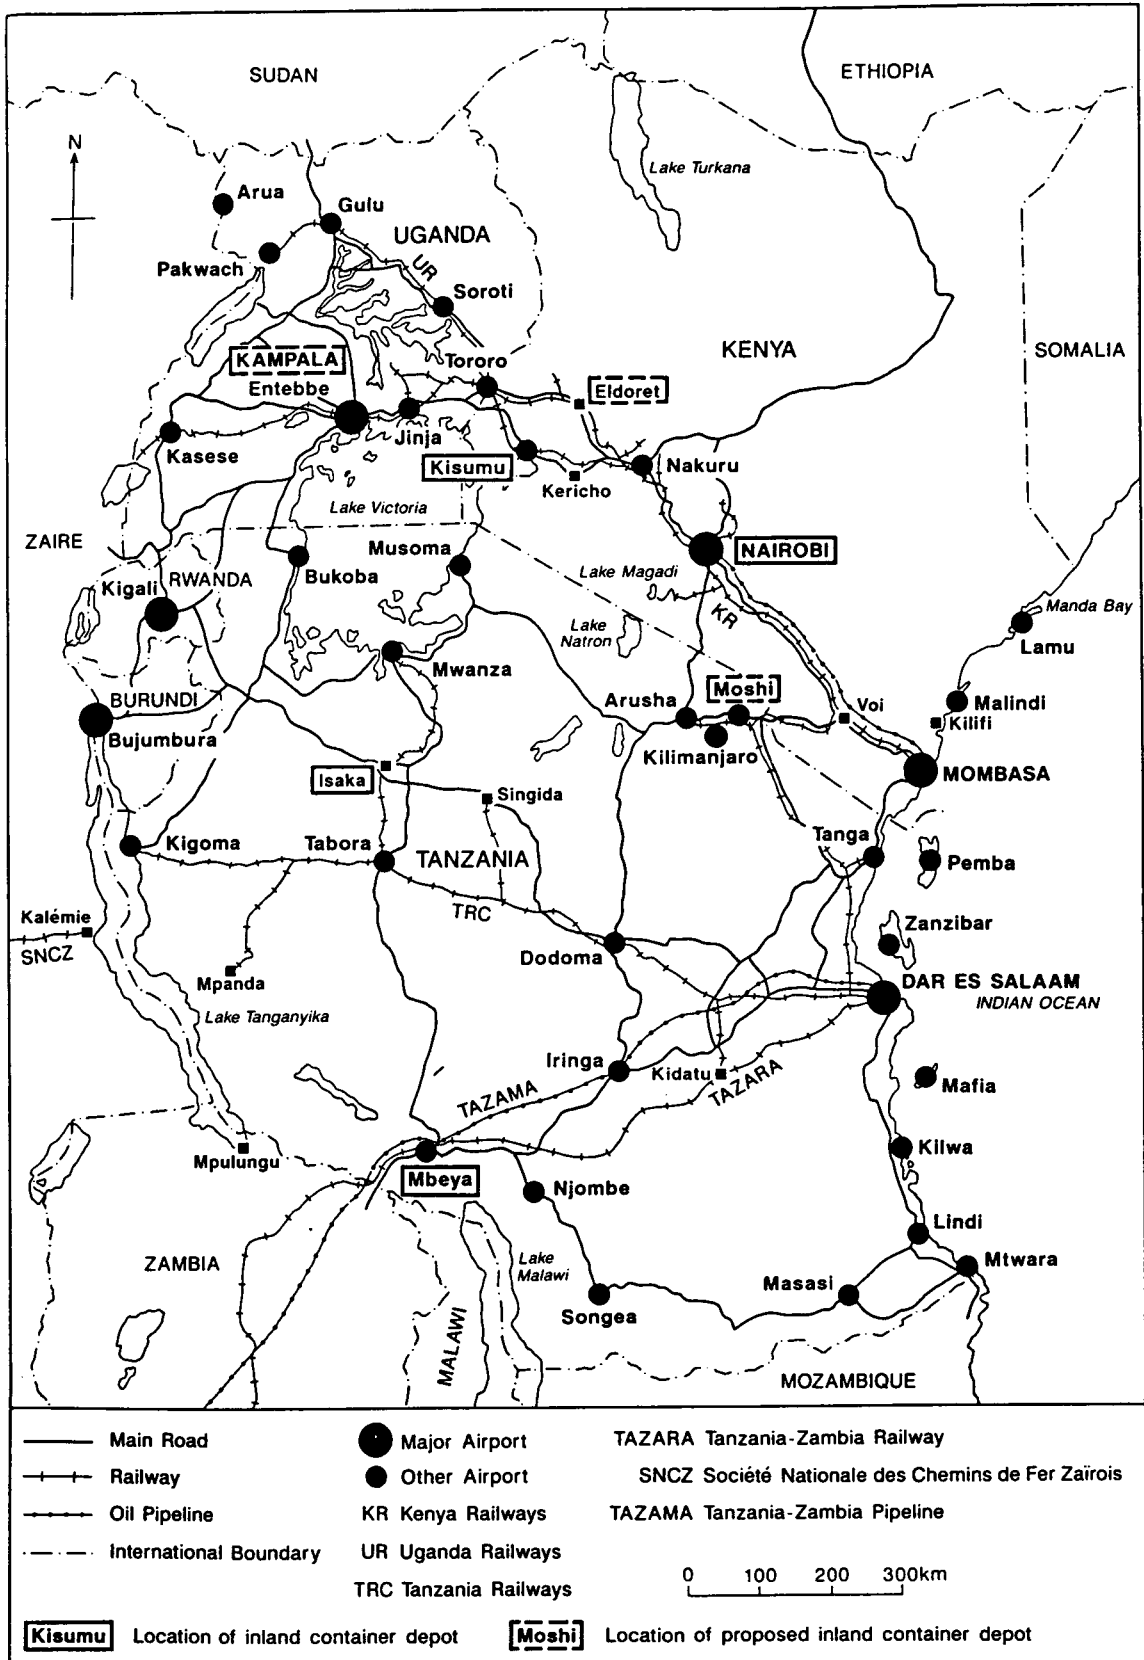 SUDAN
ETHIOPIA
N
Lake Turkana
Arua
Gulu
UGANDA
Pakwach
UR
Soroti
KENYA
SOMALIA
KAMPALA
Entebbe
Tororo
Eldoret
Jinja
Kasese
Kisumu
Nakuru
Kericho
Lake Victoria
ZAIRE
Musoma
NAIROBI
Kigali
RWANDA
Bukoba
Lake Magadi
KR
Manda Bay
Lake
Natron
Lamu
Mwanza
BURUNDI
Arusha
Moshi
Voi
Malindi
Kilifi
Bujumbura
Kilimanjaro
MOMBASA
Isaka
Singida
Kigoma
Tabora
TANZANIA
Tanga
Pemba
TRC
Kalémie
SNCZ
Zanzibar
Dodoma
Mpanda
DAR ES SALAAM
INDIAN OCEAN
Lake Tanganyika
Iringa
Kidatu
TAZARA
TAZAMA
Mafia
Mpulungu
Kilwa
Mbeya
Njombe
Lindi
ZAMBIA
Lake
Malawi
Masasi
Mtwara
Songea
MALAWI
MOZAMBIQUE
Main Road
Major Airport
TAZARA Tanzania-Zambia Railway
Railway
Other Airport
SNCZ Société Nationale des Chemins de Fer Zaïrois
Oil Pipeline
KR Kenya Railways
TAZAMA Tanzania-Zambia Pipeline
International Boundary
UR Uganda Railways
TRC Tanzania Railways
0 100 200 300km
Kisumu Location of inland container depot
Moshi Location of proposed inland container depot